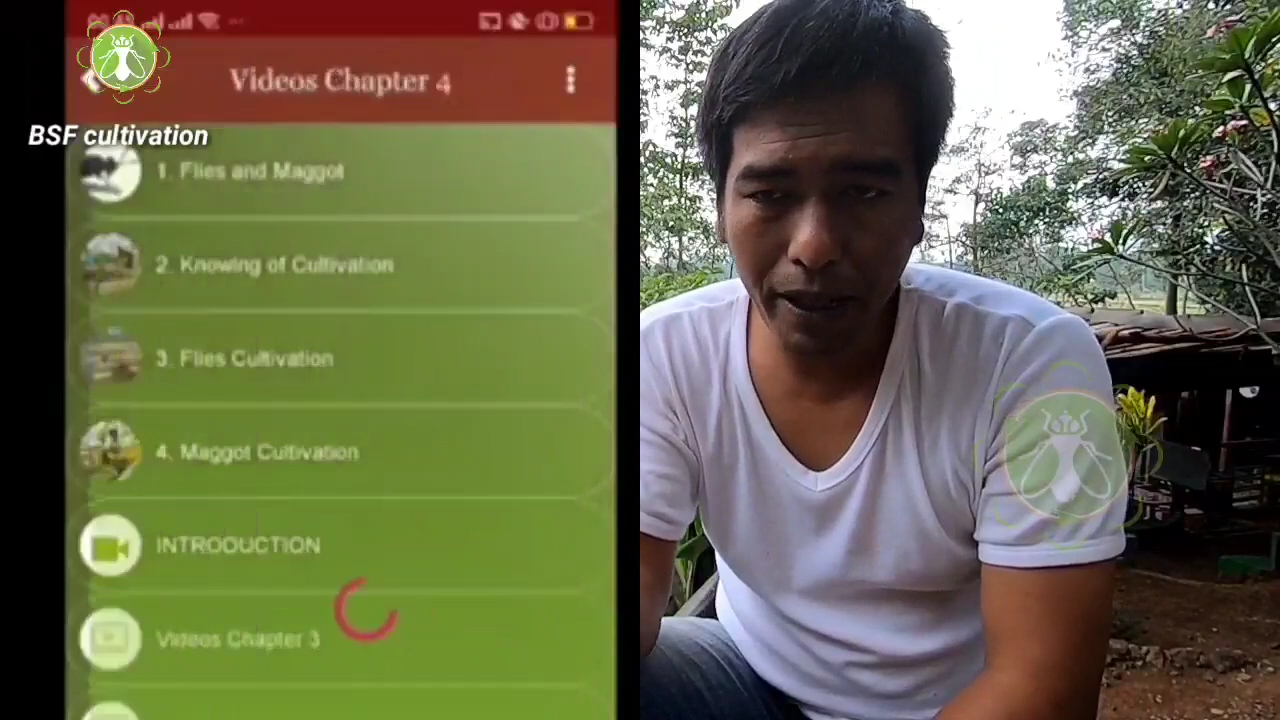 Videos Chapter 4
BSF cultivation
1. Flies and Maggot
2. Knowing of Cultivation
3. Flies Cultivation
4. Maggot Cultivation
INTRODUCTION
Videos Chapter 3